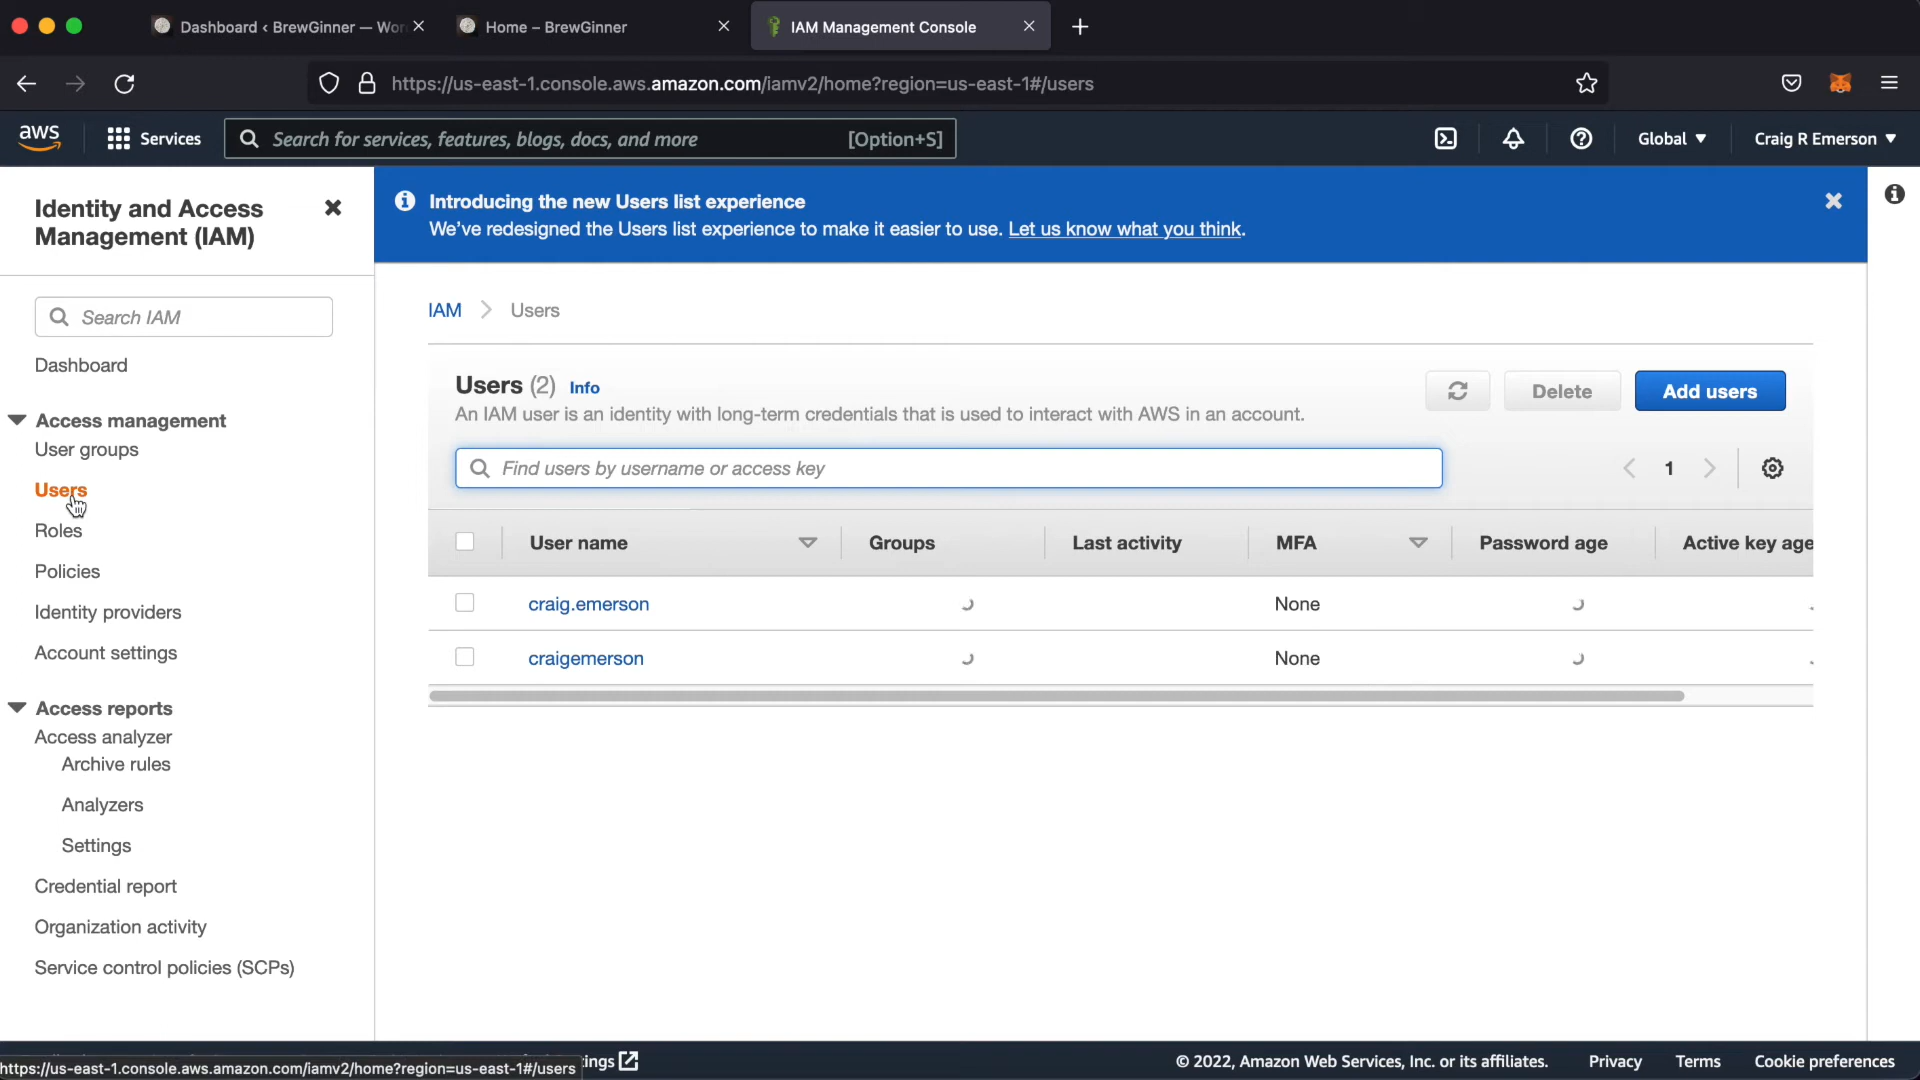 Dashboard ‹ BrewGinner — Wor
Home – BrewGinner
IAM Management Console
https://us-east-1.console.aws.amazon.com/iamv2/home?region=us-east-1#/users
aws
Services
Search for services, features, blogs, docs, and more
[Option+S]
Global
Craig R Emerson
Identity and Access
Management (IAM)
Search IAM
Dashboard
Access management
User groups
Users
Roles
Policies
Identity providers
Account settings
Access reports
Access analyzer
Archive rules
Analyzers
Settings
Credential report
Organization activity
Service control policies (SCPs)
Introducing the new Users list experience
We've redesigned the Users list experience to make it easier to use. Let us know what you think.
IAM
Users
Users (2) Info
An IAM user is an identity with long-term credentials that is used to interact with AWS in an account.
Delete
Add users
Find users by username or access key
1
User name
Groups
Last activity
MFA
Password age
Active key age
craig.emerson
None
craigemerson
None
https://us-east-1.console.aws.amazon.com/iamv2/home?region=us-east-1#/users
ings
© 2022, Amazon Web Services, Inc. or its affiliates.
Privacy
Terms
Cookie preferences